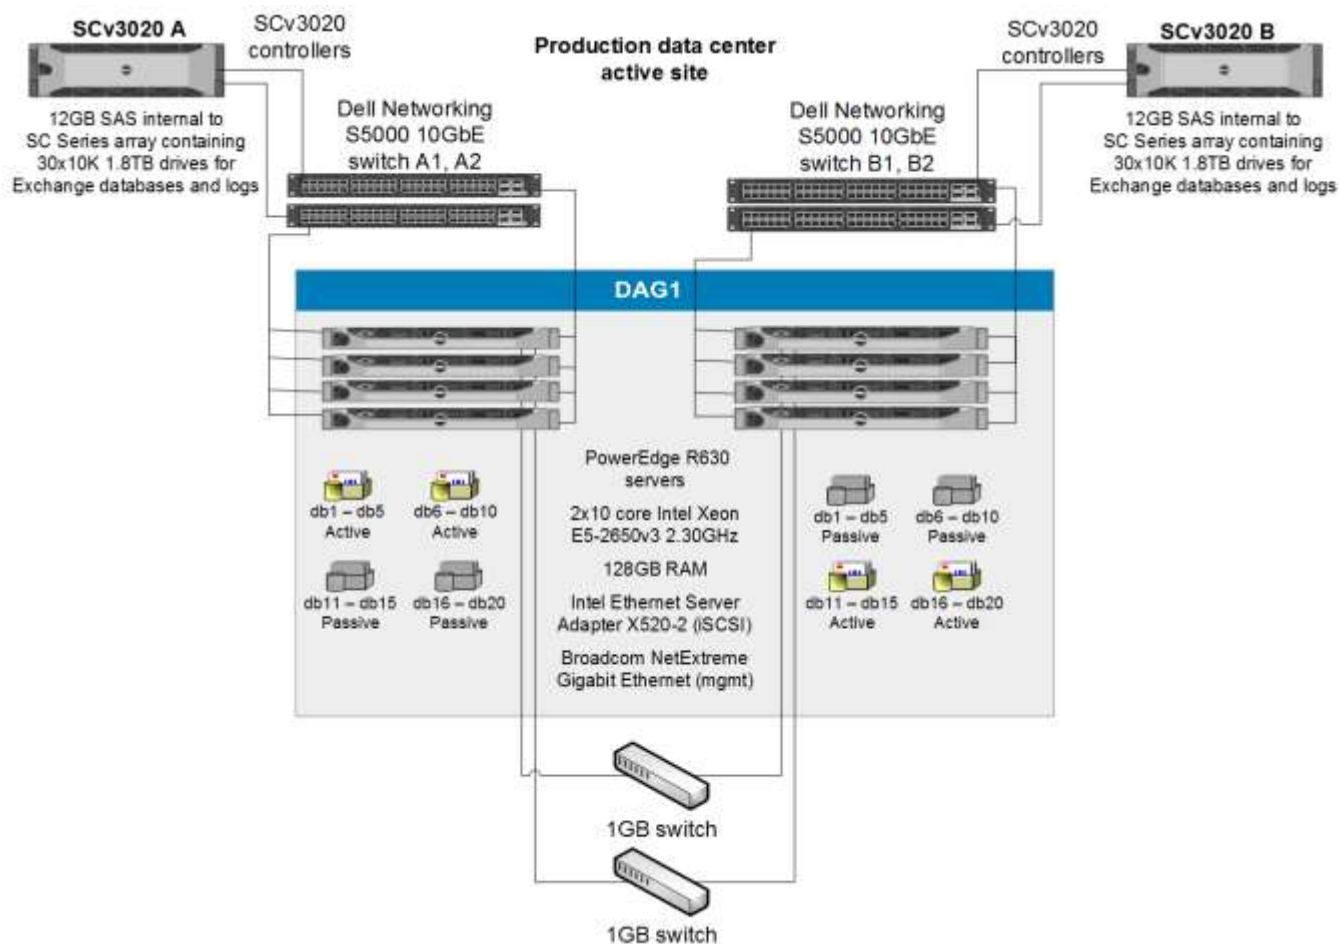 SCv3020 A
SCv3020
controllers
12GB SAS internal to
SC Series array containing
30x10K 1.8TB drives for
Exchange databases and logs
Dell Networking
S5000 10GbE
switch A1, A2
Production data center
active site
Dell Networking
S5000 10GbE
switch B1, B2
SCv3020
controllers
SCv3020 B
12GB SAS internal to
SC Series array containing
30x10K 1.8TB drives for
Exchange databases and logs
DAG1
db1 – db5
Active
db6 – db10
Active
db11 – db15
Passive
db16 – db20
Passive
PowerEdge R630
servers
2x10 core Intel Xeon
E5-2650v3 2.30GHz
128GB RAM
Intel Ethernet Server
Adapter X520-2 (iSCSI)
Broadcom NetExtreme
Gigabit Ethernet (mgmt)
db1 – db5
Passive
db6 – db10
Passive
db11 – db15
Active
db16 – db20
Active
1GB switch
1GB switch